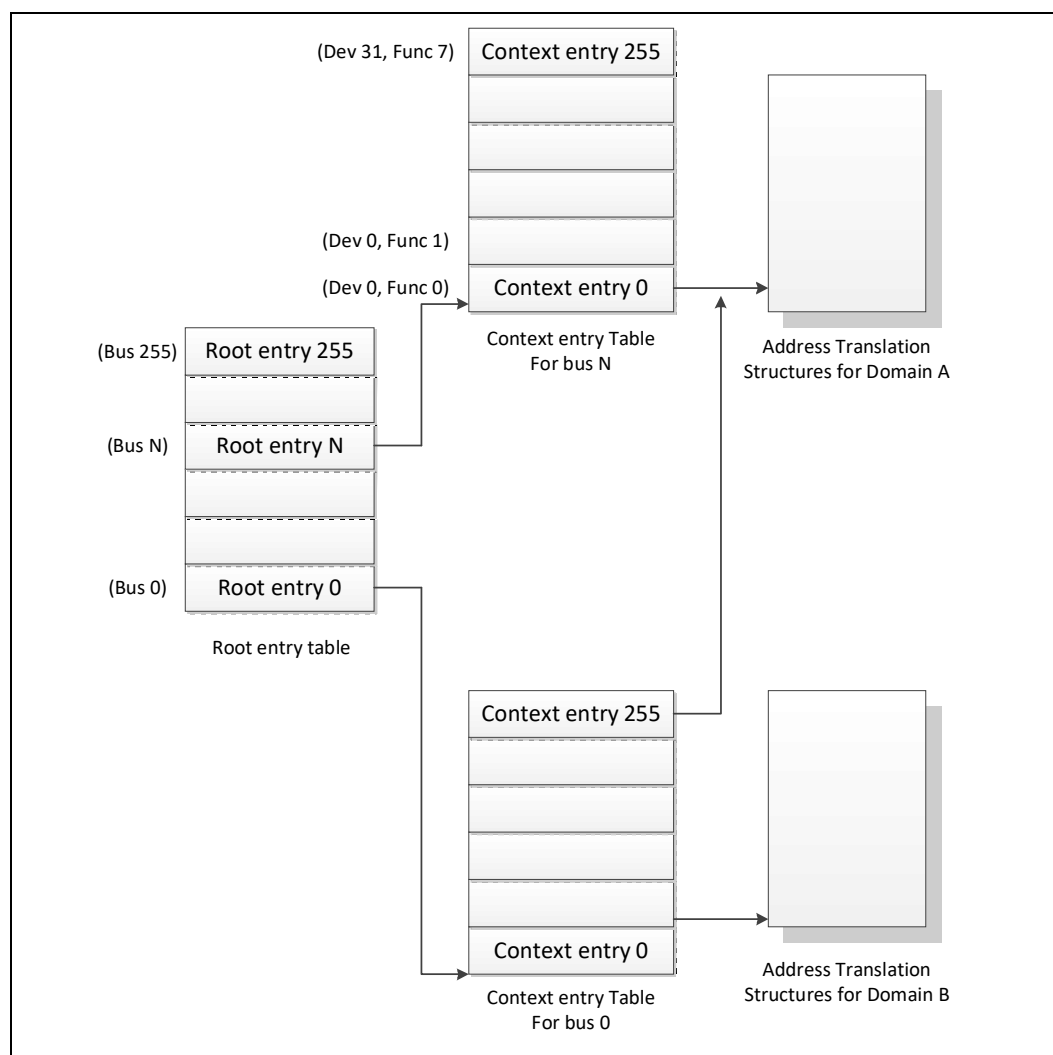 (Dev 31, Func 7)
Context entry 255
(Dev 0, Func 1)
(Dev 0, Func 0)
Context entry 0
Context entry Table
For bus N
Address Translation
Structures for Domain A
(Bus 255)
Root entry 255
(Bus N)
Root entry N
(Bus 0)
Root entry 0
Root entry table
Context entry 255
Context entry 0
Context entry Table
For bus 0
Address Translation
Structures for Domain B